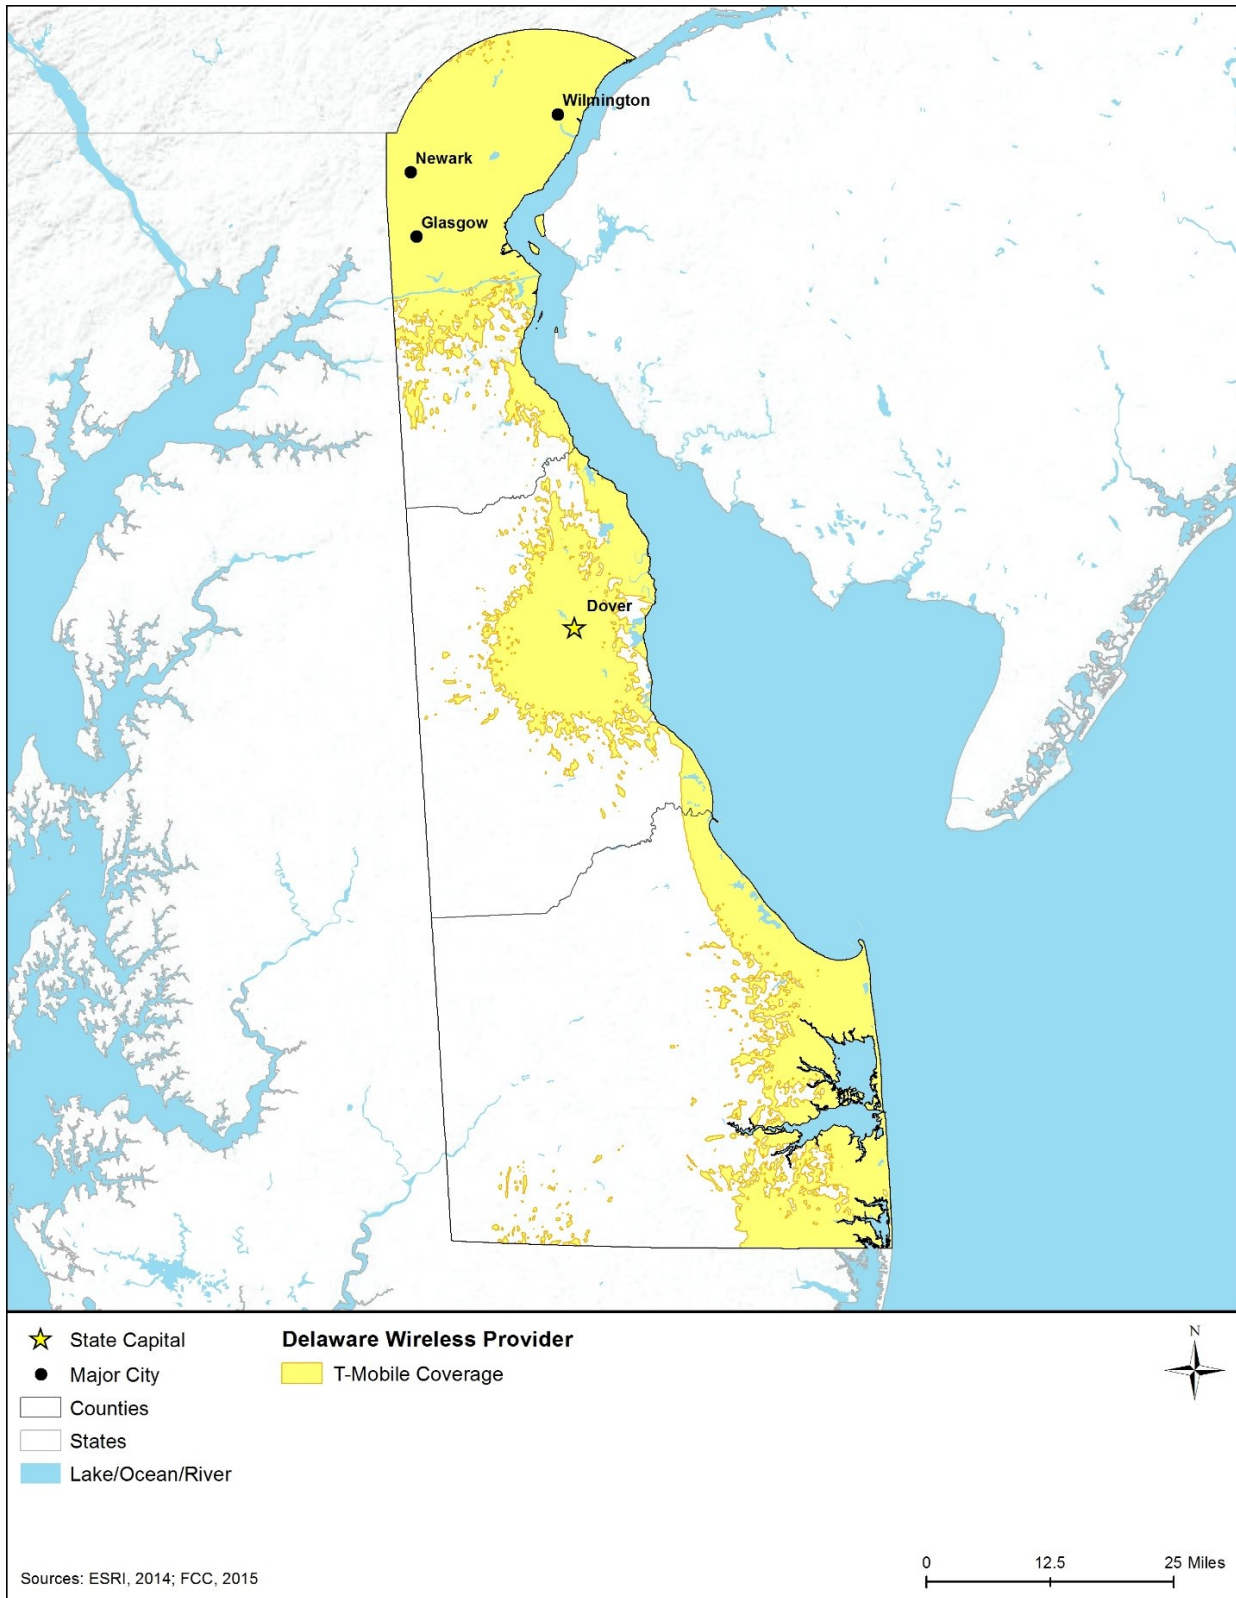 Wilmington
Newark
Glasgow
Dover
State Capital
Major City
Counties
States
Lake/Ocean/River
Delaware Wireless Provider
T-Mobile Coverage
N
0 12.5 25 Miles
Sources: ESRI, 2014; FCC, 2015